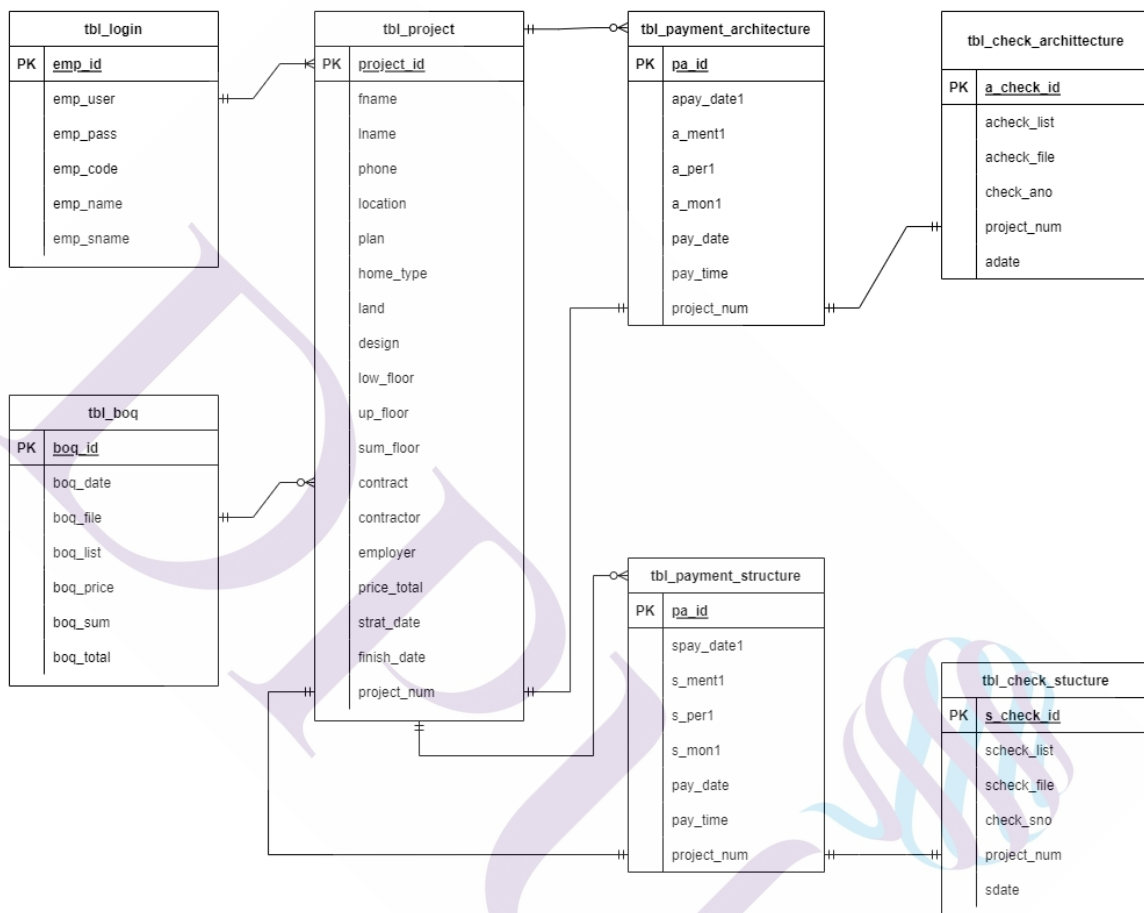 tbl_login
PK emp_id
emp_user
emp_pass
emp_code
emp_name
emp_sname
tbl_boq
PK boq_id
boq_date
boq_file
boq_list
boq_price
boq_sum
boq_total
tbl_project
PK project_id
fname
lname
phone
location
plan
home_type
land
design
low_floor
up_floor
sum_floor
contract
contractor
employer
price_total
strat_date
finish_date
project_num
tbl_payment_architecture
PK pa_id
apay_date1
a_ment1
a_per1
a_mon1
pay_date
pay_time
project_num
tbl_payment_structure
PK pa_id
spay_date1
s_ment1
s_per1
s_mon1
pay_date
pay_time
project_num
tbl_check_archittecture
PK a_check_id
acheck_list
acheck_file
check_ano
project_num
adate
tbl_check_stucture
PK s_check_id
scheck_list
scheck_file
check_sno
project_num
sdate